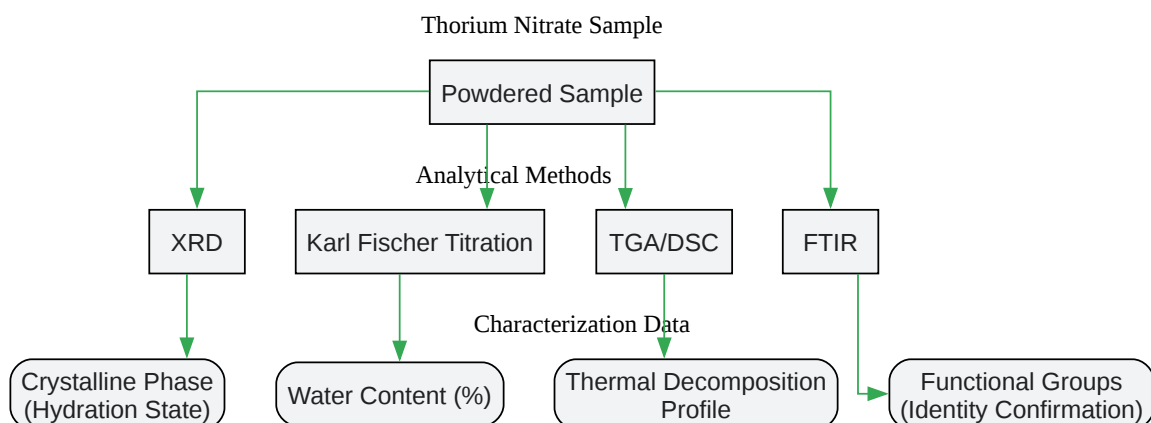 Thorium Nitrate Sample
Powdered Sample
Analytical Methods
XRD
Karl Fischer Titration
TGA/DSC
FTIR
Characterization Data
Crystalline Phase
(Hydration State)
Water Content (%)
Thermal Decomposition
Profile
Functional Groups
(Identity Confirmation)